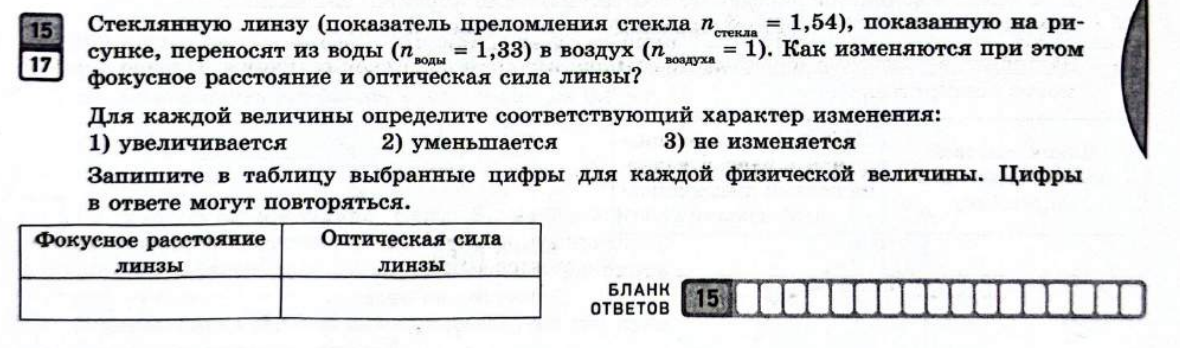 15
17
Стеклянную линзу (показатель преломления стекла n стекла = 1,54), показанную на ри-
сунке, переносят из воды (n воды = 1,33) в воздух (n воздуха = 1). Как изменяются при этом
фокусное расстояние и оптическая сила линзы?
Для каждой величины определите соответствующий характер изменения:
1) увеличивается 2) уменьшается 3) не изменяется
Запишите в таблицу выбранные цифры для каждой физической величины. Цифры
в ответе могут повторяться.
Фокусное расстояние линзы
Оптическая сила линзы
БЛАНК
ОТВЕТОВ
15